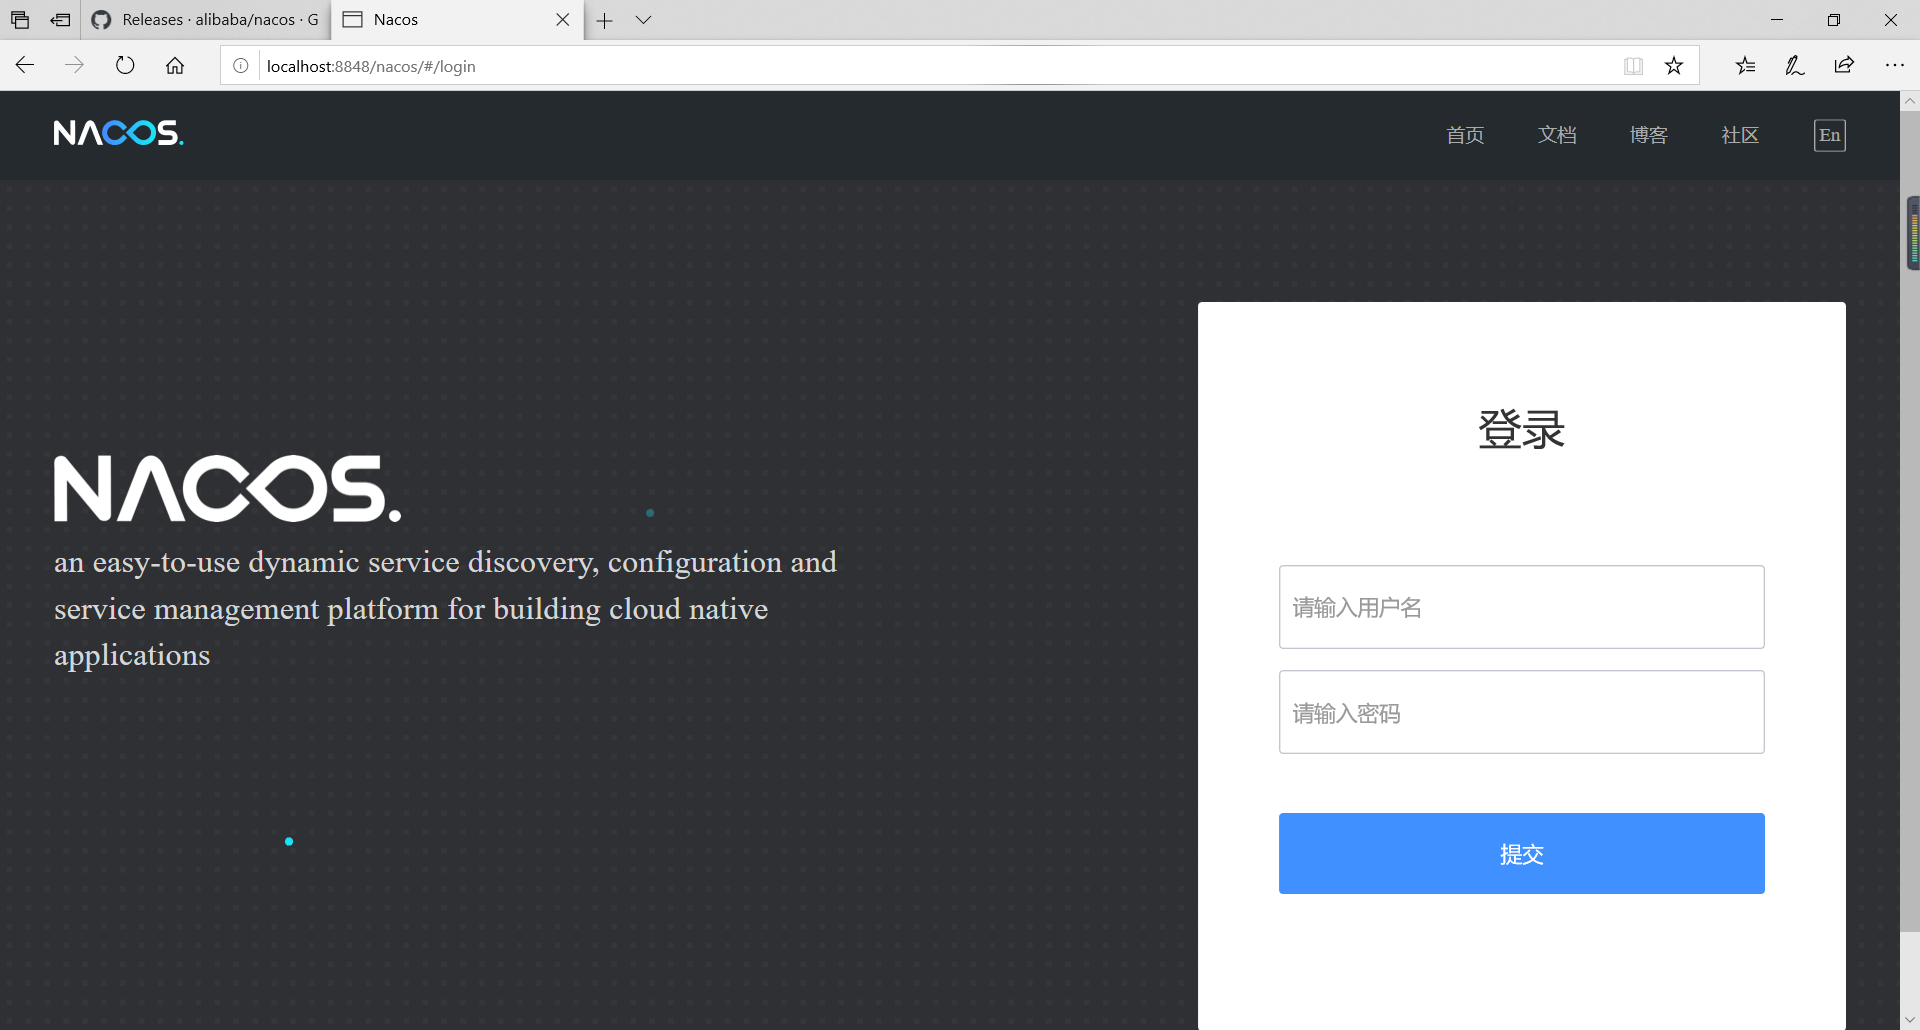 Releases · alibaba/nacos · G
Nacos
localhost:8848/nacos/#/login
NACOS.
首页
文档
博客
社区
En
NACOS.
an easy-to-use dynamic service discovery, configuration and
service management platform for building cloud native
applications
登录
请输入用户名
请输入密码
提交